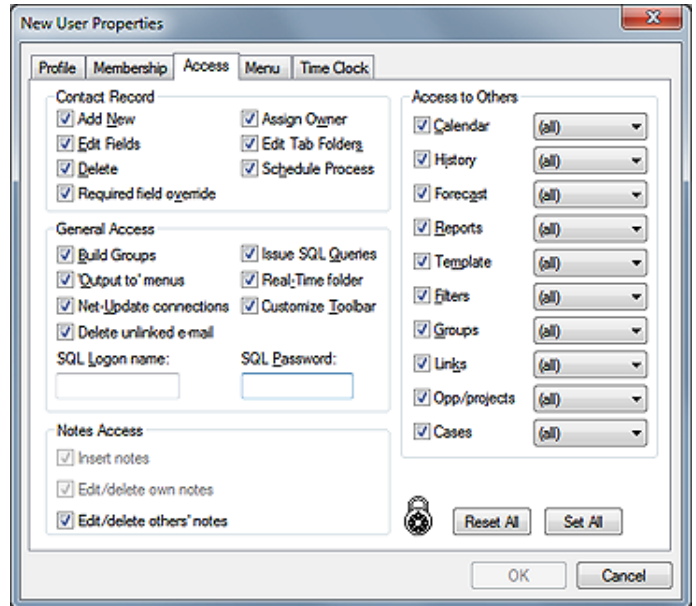 New User Properties
Profile Membership Access Menu Time Clock
Contact Record
Add New Assign Owner
Edit Fields Edit Tab Folders
Delete Schedule Process
Required field override
General Access
Build Groups Issue SQL Queries
'Output to' menus Real-Time folder
Net-Update connections Customize Toolbar
Delete unlinked e-mail
SQL Logon name: SQL Password:
Notes Access
Insert notes
Edit/delete own notes
Edit/delete others' notes
Access to Others
Calendar (all)
History (all)
Forecast (all)
Reports (all)
Template (all)
Filters (all)
Groups (all)
Links (all)
Opp/projects (all)
Cases (all)
Reset All Set All
OK Cancel